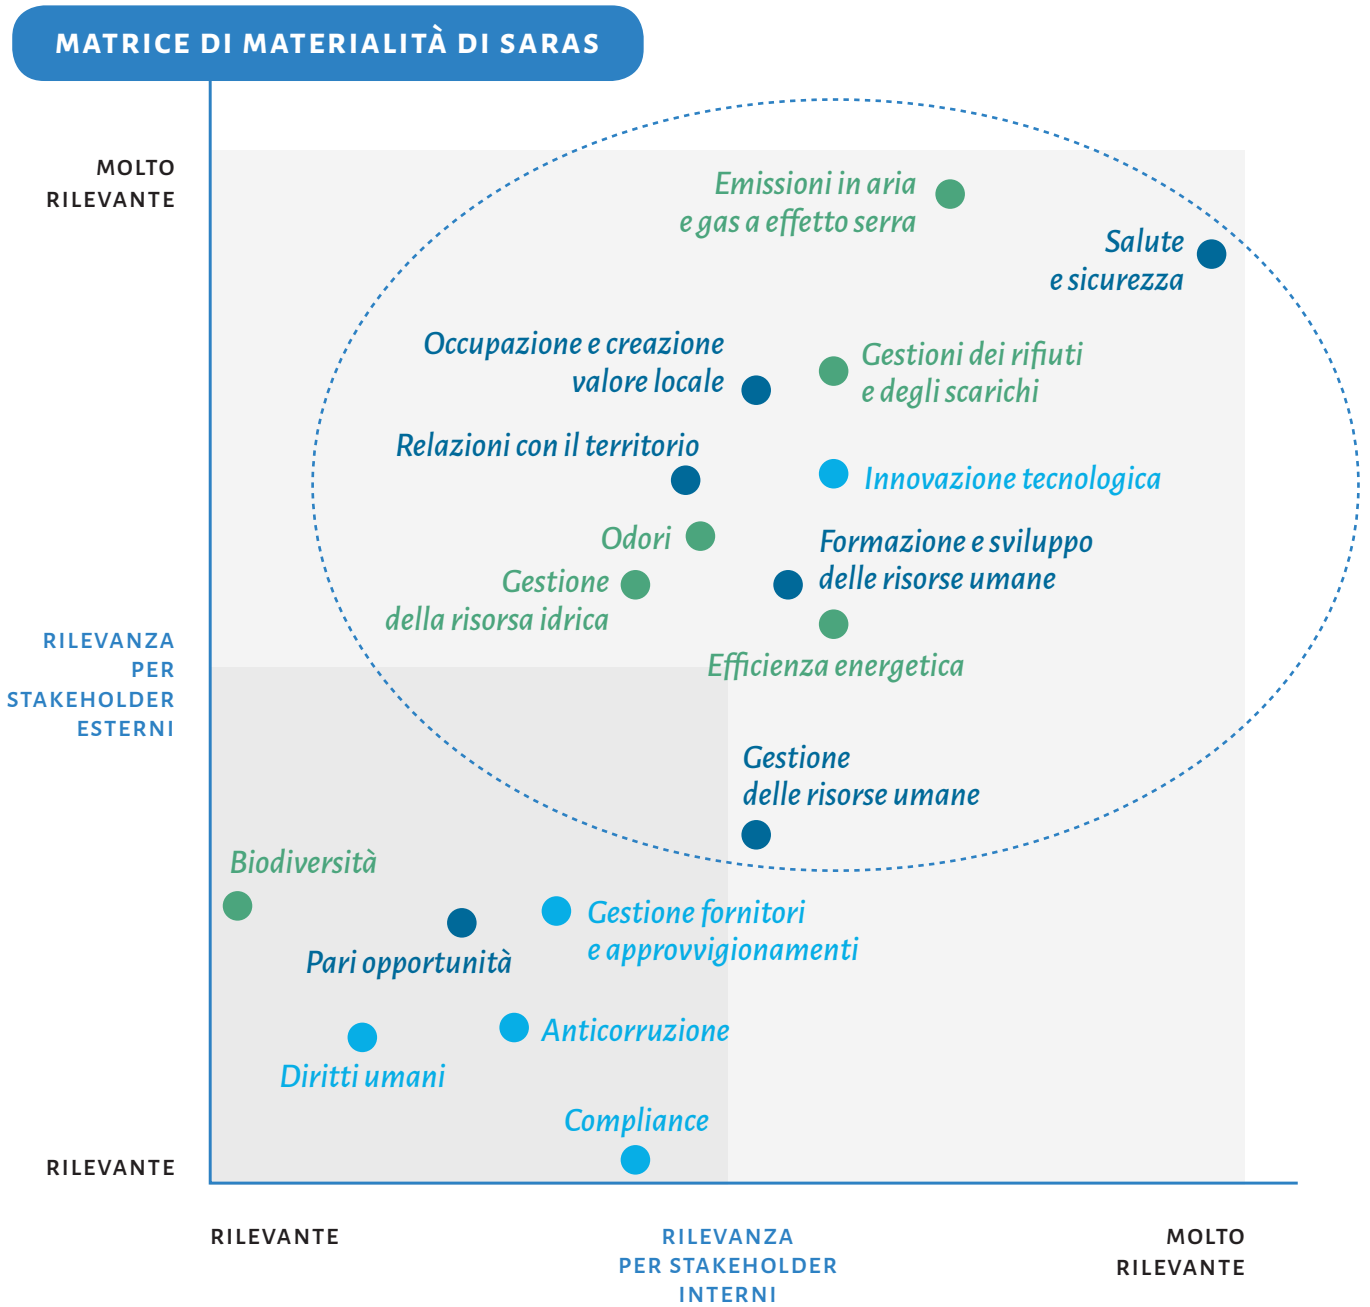 MATRICE DI MATERIALITÀ DI SARAS
MOLTO
RILEVANTE
Emissioni in aria
e gas a effetto serra
Salute
e sicurezza
Occupazione e creazione
valore locale
Gestioni dei rifiuti
e degli scarichi
Relazioni con il territorio
Innovazione tecnologica
Odori
Formazione e sviluppo
delle risorse umane
Gestione
della risorsa idrica
Efficienza energetica
RILEVANZA
PER
STAKEHOLDER
ESTERNI
Gestione
delle risorse umane
Biodiversità
Gestione fornitori
e approvvigionamenti
Pari opportunità
Anticorruzione
Diritti umani
Compliance
RILEVANTE
RILEVANTE
RILEVANZA
PER STAKEHOLDER
INTERNI
MOLTO
RILEVANTE